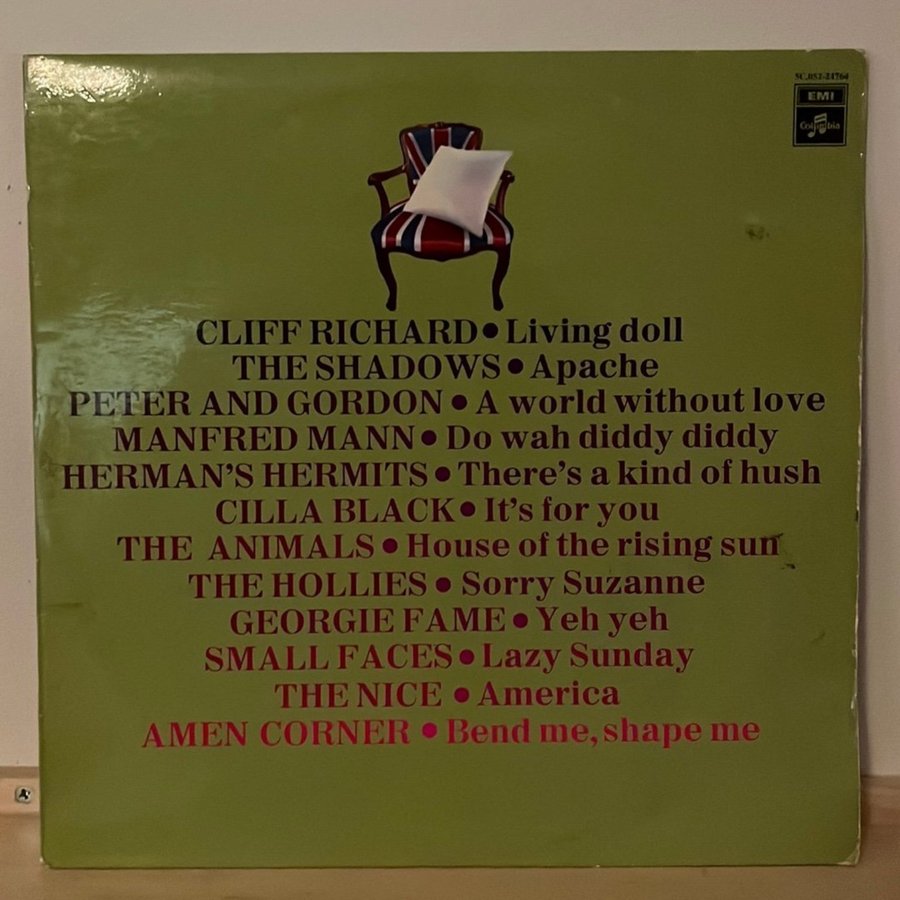 SC.052-24764
EMI
Columbia
CLIFF RICHARD • Living doll
THE SHADOWS • Apache
PETER AND GORDON • A world without love
MANFRED MANN • Do wah diddy diddy
HERMAN'S HERMITS • There's a kind of hush
CILLA BLACK • It's for you
THE ANIMALS • House of the rising sun
THE HOLLIES • Sorry Suzanne
GEORGIE FAME • Yeh yeh
SMALL FACES • Lazy Sunday
THE NICE • America
AMEN CORNER • Bend me, shape me